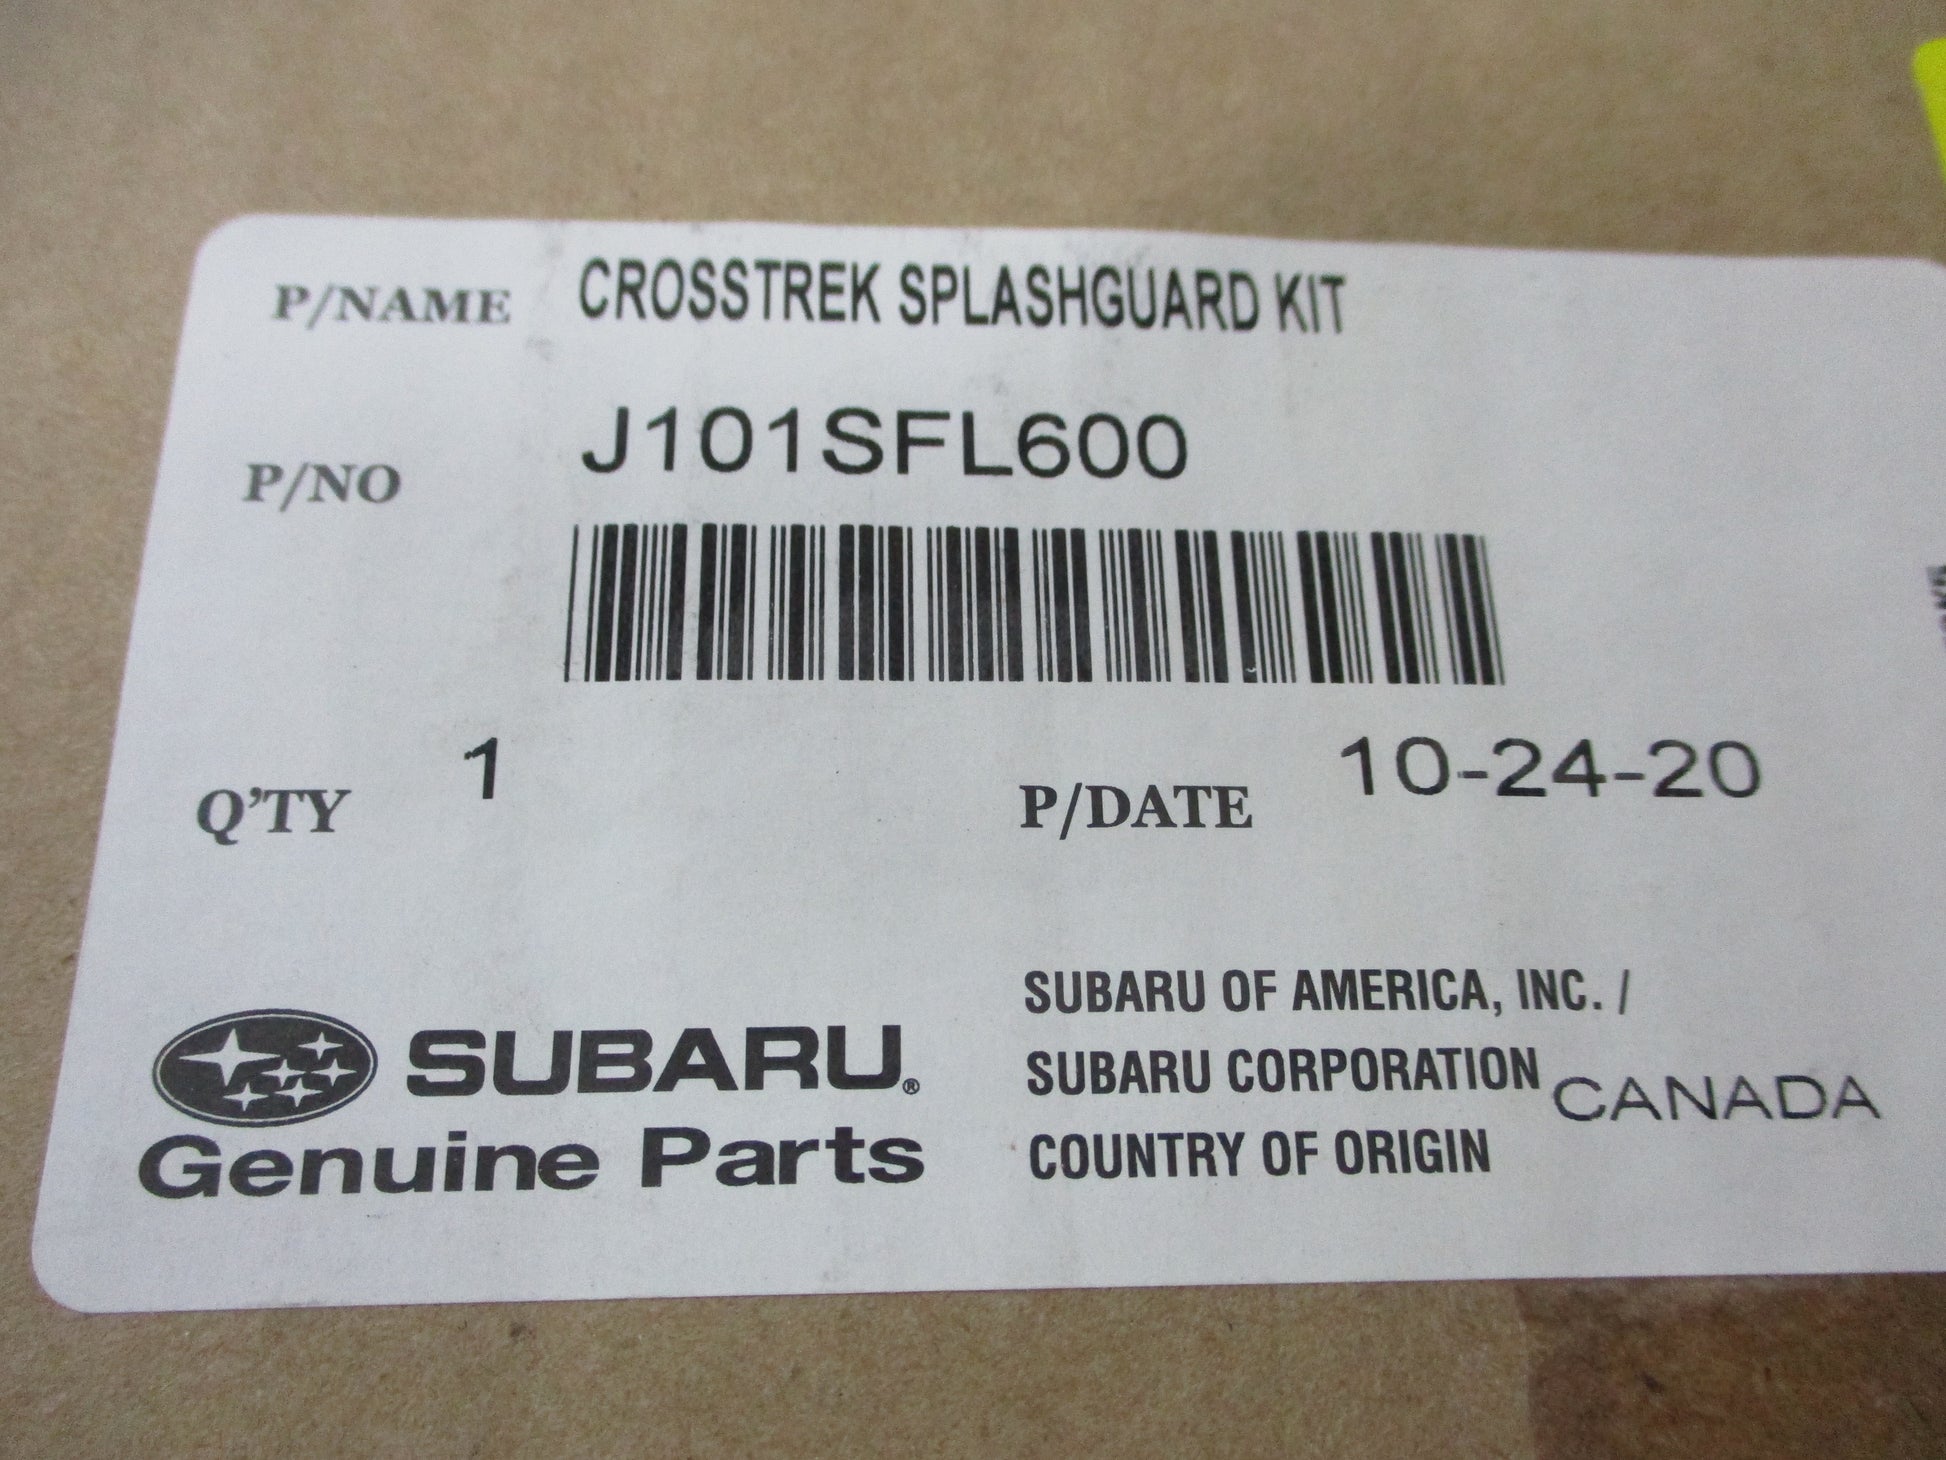 P/NAME CROSSTREK SPLASHGUARD KIT
P/NO J101SFL600
Q'TY 1 P/DATE 10-24-20
SUBARU®
Genuine Parts
SUBARU OF AMERICA, INC. /
SUBARU CORPORATION CANADA
COUNTRY OF ORIGIN